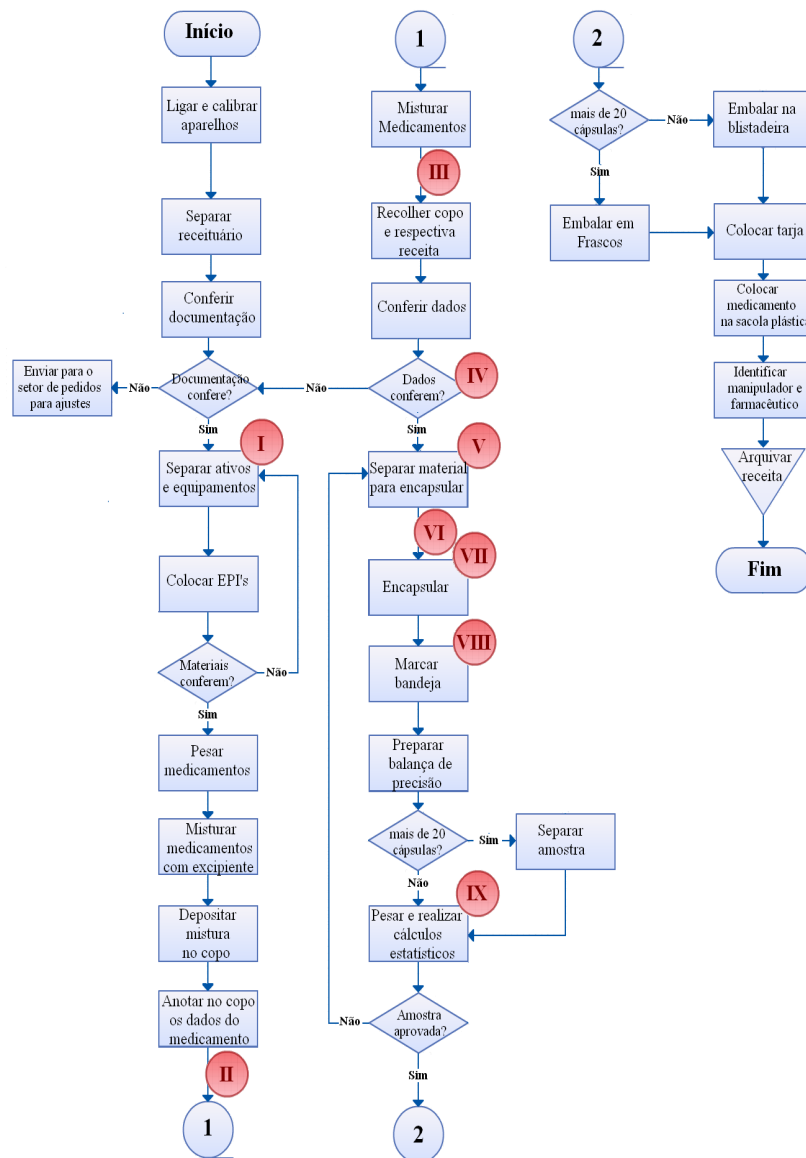 Início
Ligar e calibrar
aparelhos
Separar
receituário
Conferir
documentação
Documentação
confere?
Não
Enviar para o
setor de pedidos
para ajustes
Sim
I
Separar ativos
e equipamentos
Colocar EPI's
Materiais
conferem?
Não
Sim
Pesar
medicamentos
Misturar
medicamentos
com excipiente
Depositar
mistura
no copo
Anotar no copo
os dados do
medicamento
II
1
1
Misturar
Medicamentos
III
Recolher copo
e respectiva
receita
Conferir dados
IV
Dados
conferem?
Não
Sim
V
Separar material
para encapsular
VI
VII
Encapsular
VIII
Marcar
bandeja
Preparar
balança de
precisão
mais de 20
cápsulas?
Sim
Separar
amostra
Não
IX
Pesar e realizar
cálculos
estatísticos
Amostra
aprovada?
Não
Sim
2
2
mais de 20
cápsulas?
Não
Embalar na
blistadeira
Sim
Embalar em
Frascos
Colocar tarja
Colocar
medicamento
na sacola plástica
Identificar
manipulador e
farmacêutico
Arquivar
receita
Fim